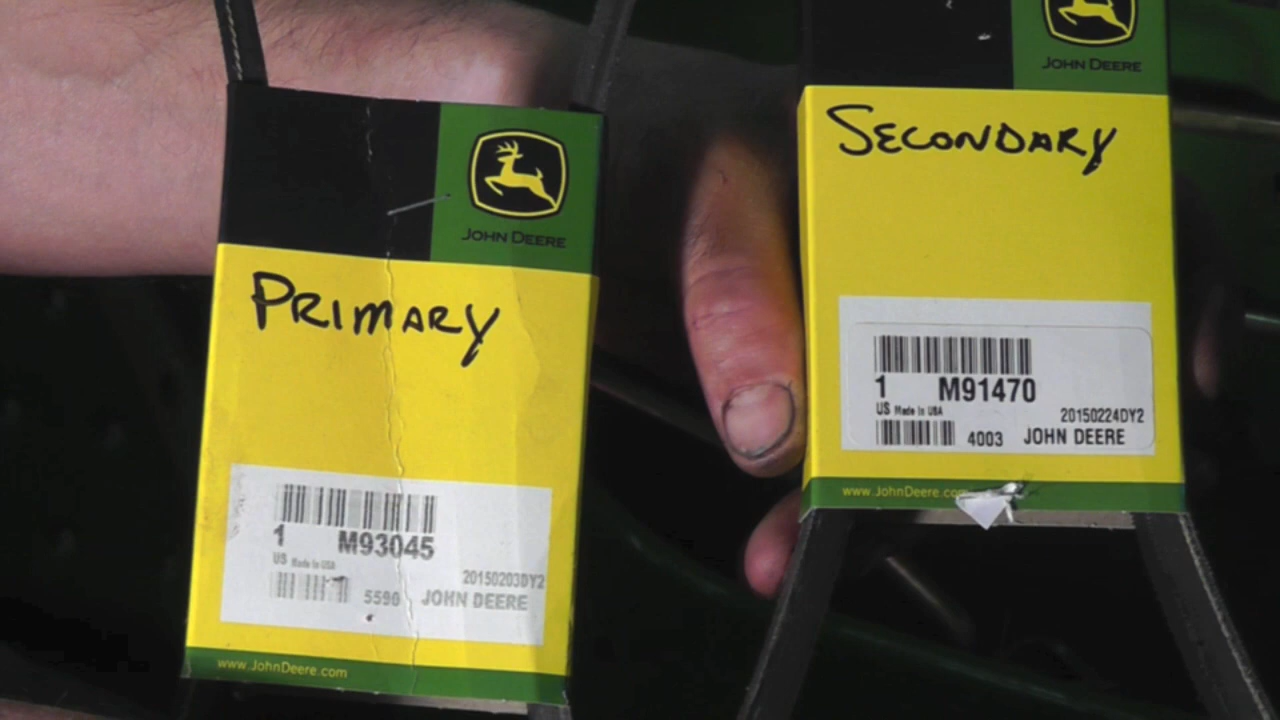 JOHN DEERE
PRIMARY
1 M93045
US Made In USA
20150203DY2
5590 JOHN DEERE
www.JohnDeere.com
JOHN DEERE
SECONDARY
1 M91470
US Made In USA
20150224DY2
4003 JOHN DEERE
www.JohnDeere.com